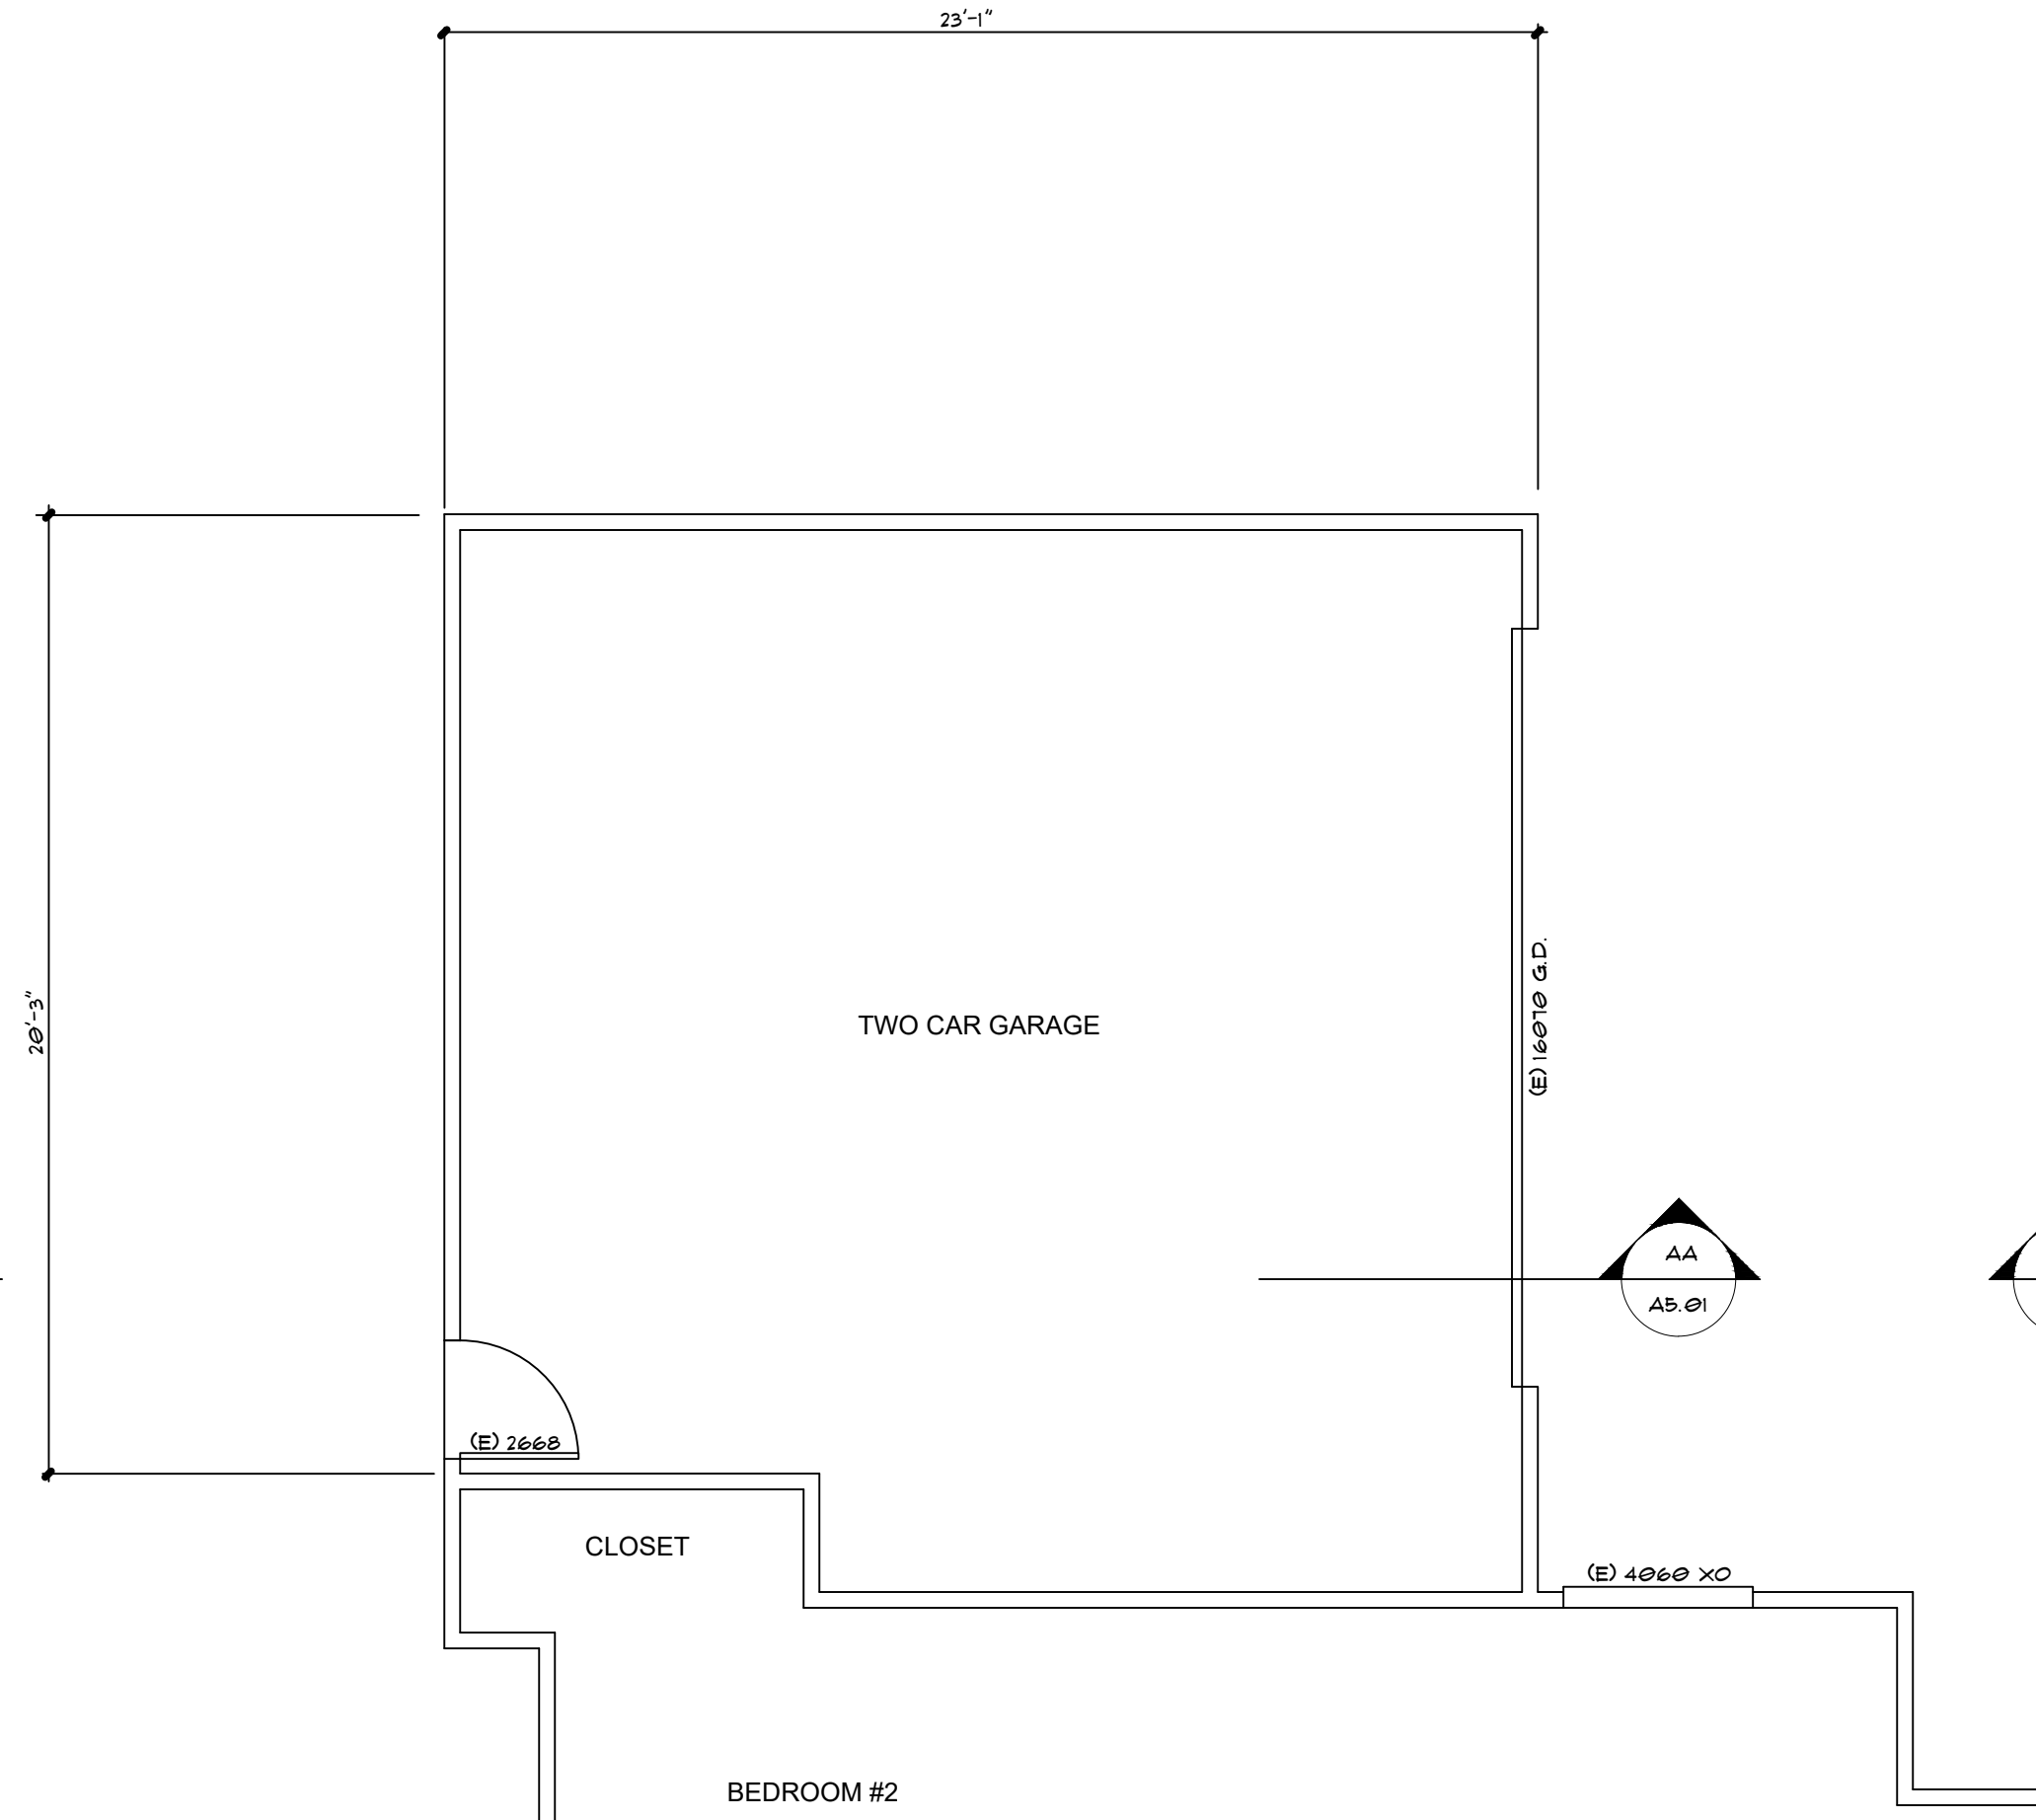 23'-1"
20'-3"
TWO CAR GARAGE
(E) 16070 G.D.
AA
A5.01
(E) 2668
CLOSET
(E) 4060 XO
BEDROOM #2